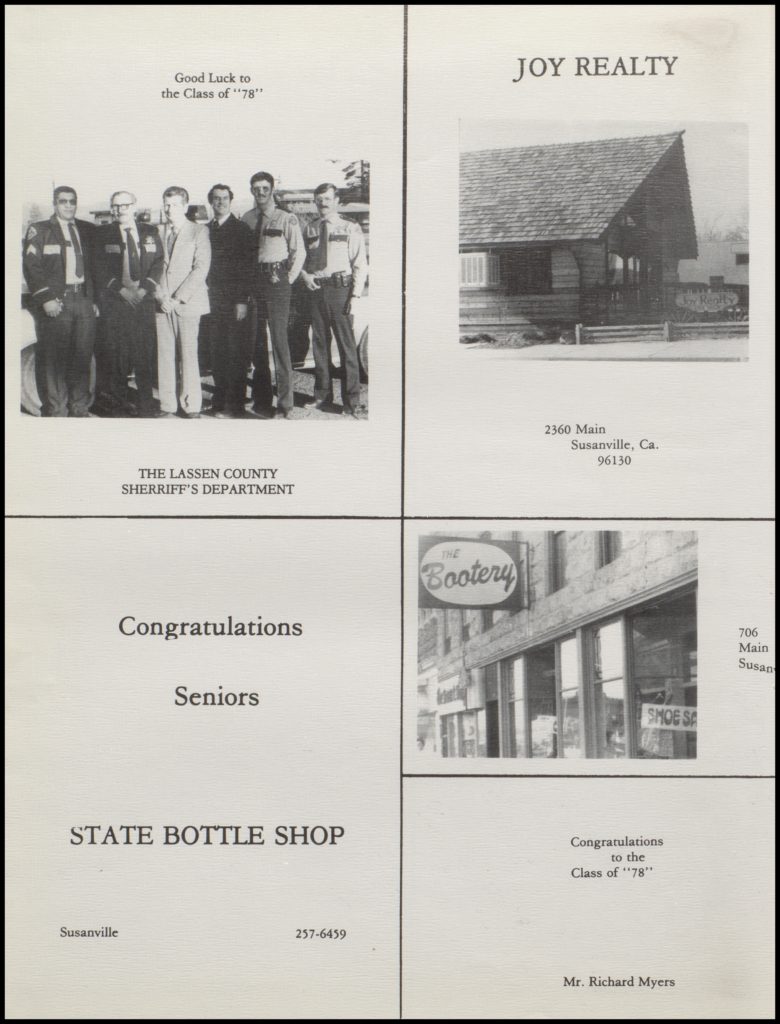 Good Luck to
the Class of "78"
THE LASSEN COUNTY
SHERRIFF'S DEPARTMENT
JOY REALTY
Joy Realty
2360 Main
Susanville, Ca.
96130
Congratulations
Seniors
STATE BOTTLE SHOP
Susanville 257-6459
THE
Bootery
SHOE SA
706
Main
Susan
Congratulations
to the
Class of "78"
Mr. Richard Myers